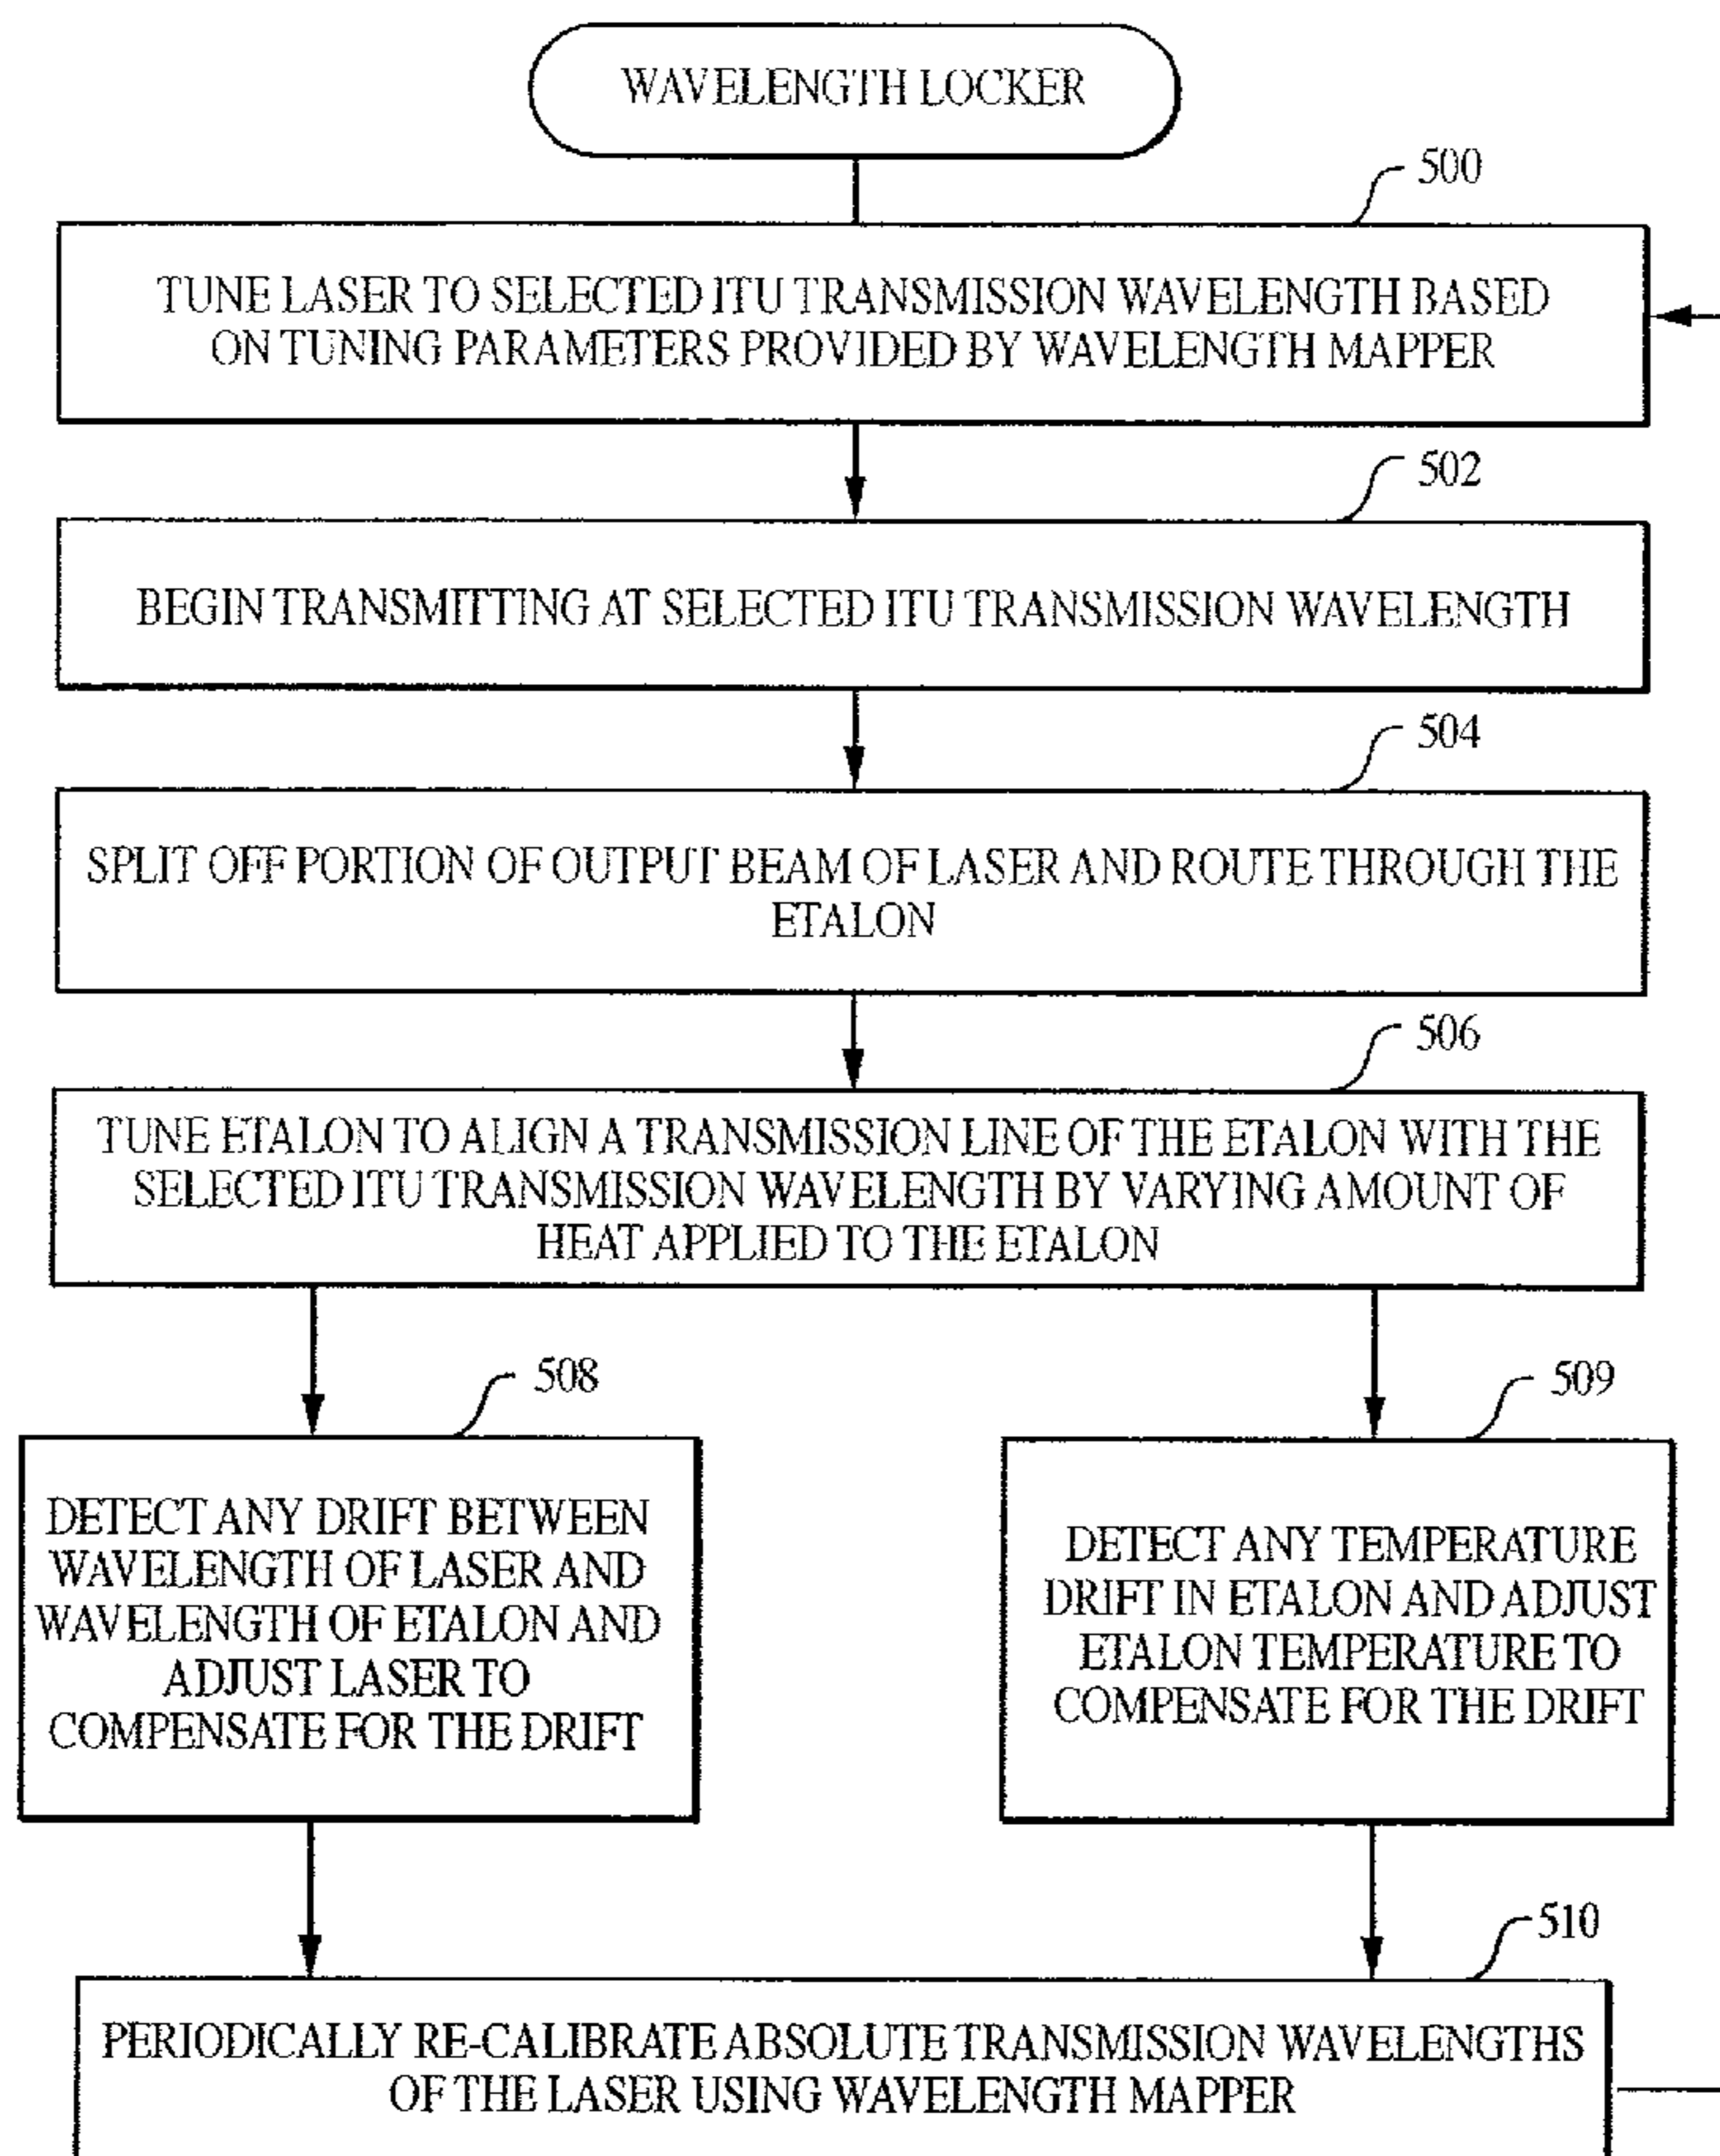 WAVELENGTH LOCKER
500
TUNE LASER TO SELECTED ITU TRANSMISSION WAVELENGTH BASED
ON TUNING PARAMETERS PROVIDED BY WAVELENGTH MAPPER
502
BEGIN TRANSMITTING AT SELECTED ITU TRANSMISSION WAVELENGTH
504
SPLIT OFF PORTION OF OUTPUT BEAM OF LASER AND ROUTE THROUGH THE
ETALON
506
TUNE ETALON TO ALIGN A TRANSMISSION LINE OF THE ETALON WITH THE
SELECTED ITU TRANSMISSION WAVELENGTH BY VARYING AMOUNT OF
HEAT APPLIED TO THE ETALON
508
DETECT ANY DRIFT BETWEEN
WAVELENGTH OF LASER AND
WAVELENGTH OF ETALON AND
ADJUST LASER TO
COMPENSATE FOR THE DRIFT
509
DETECT ANY TEMPERATURE
DRIFT IN ETALON AND ADJUST
ETALON TEMPERATURE TO
COMPENSATE FOR THE DRIFT
510
PERIODICALLY RE-CALIBRATE ABSOLUTE TRANSMISSION WAVELENGTHS
OF THE LASER USING WAVELENGTH MAPPER